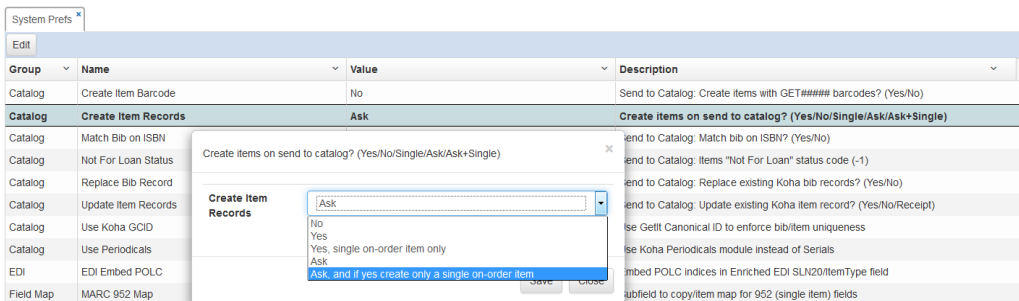 System Prefs ×
Edit
Group Name Value Description
Catalog Create Item Barcode No Send to Catalog: Create items with GET##### barcodes? (Yes/No)
Catalog Create Item Records Ask Create items on send to catalog? (Yes/No/Single/Ask/Ask+Single)
Catalog Match Bib on ISBN Send to Catalog: Match bib on ISBN? (Yes/No)
Create items on send to catalog? (Yes/No/Single/Ask/Ask+Single) ×
Catalog Not For Loan Status Send to Catalog: Items "Not For Loan" status code (-1)
Catalog Replace Bib Record Send to Catalog: Replace existing Koha bib records? (Yes/No)
Catalog Update Item Records Send to Catalog: Update existing Koha item record? (Yes/No/Receipt)
Create Item Records Ask
No
Catalog Use Koha GCID Use GetIt Canonical ID to enforce bib/item uniqueness
Yes
Yes, single on-order item only
Catalog Use Periodicals Use Koha Periodicals module instead of Serials
Ask
Ask, and if yes create only a single on-order item
EDI EDI Embed POLC Embed POLC indices in Enriched EDI SLN20/ItemType field
Save Close
Field Map MARC 952 Map Subfield to copy/item map for 952 (single item) fields